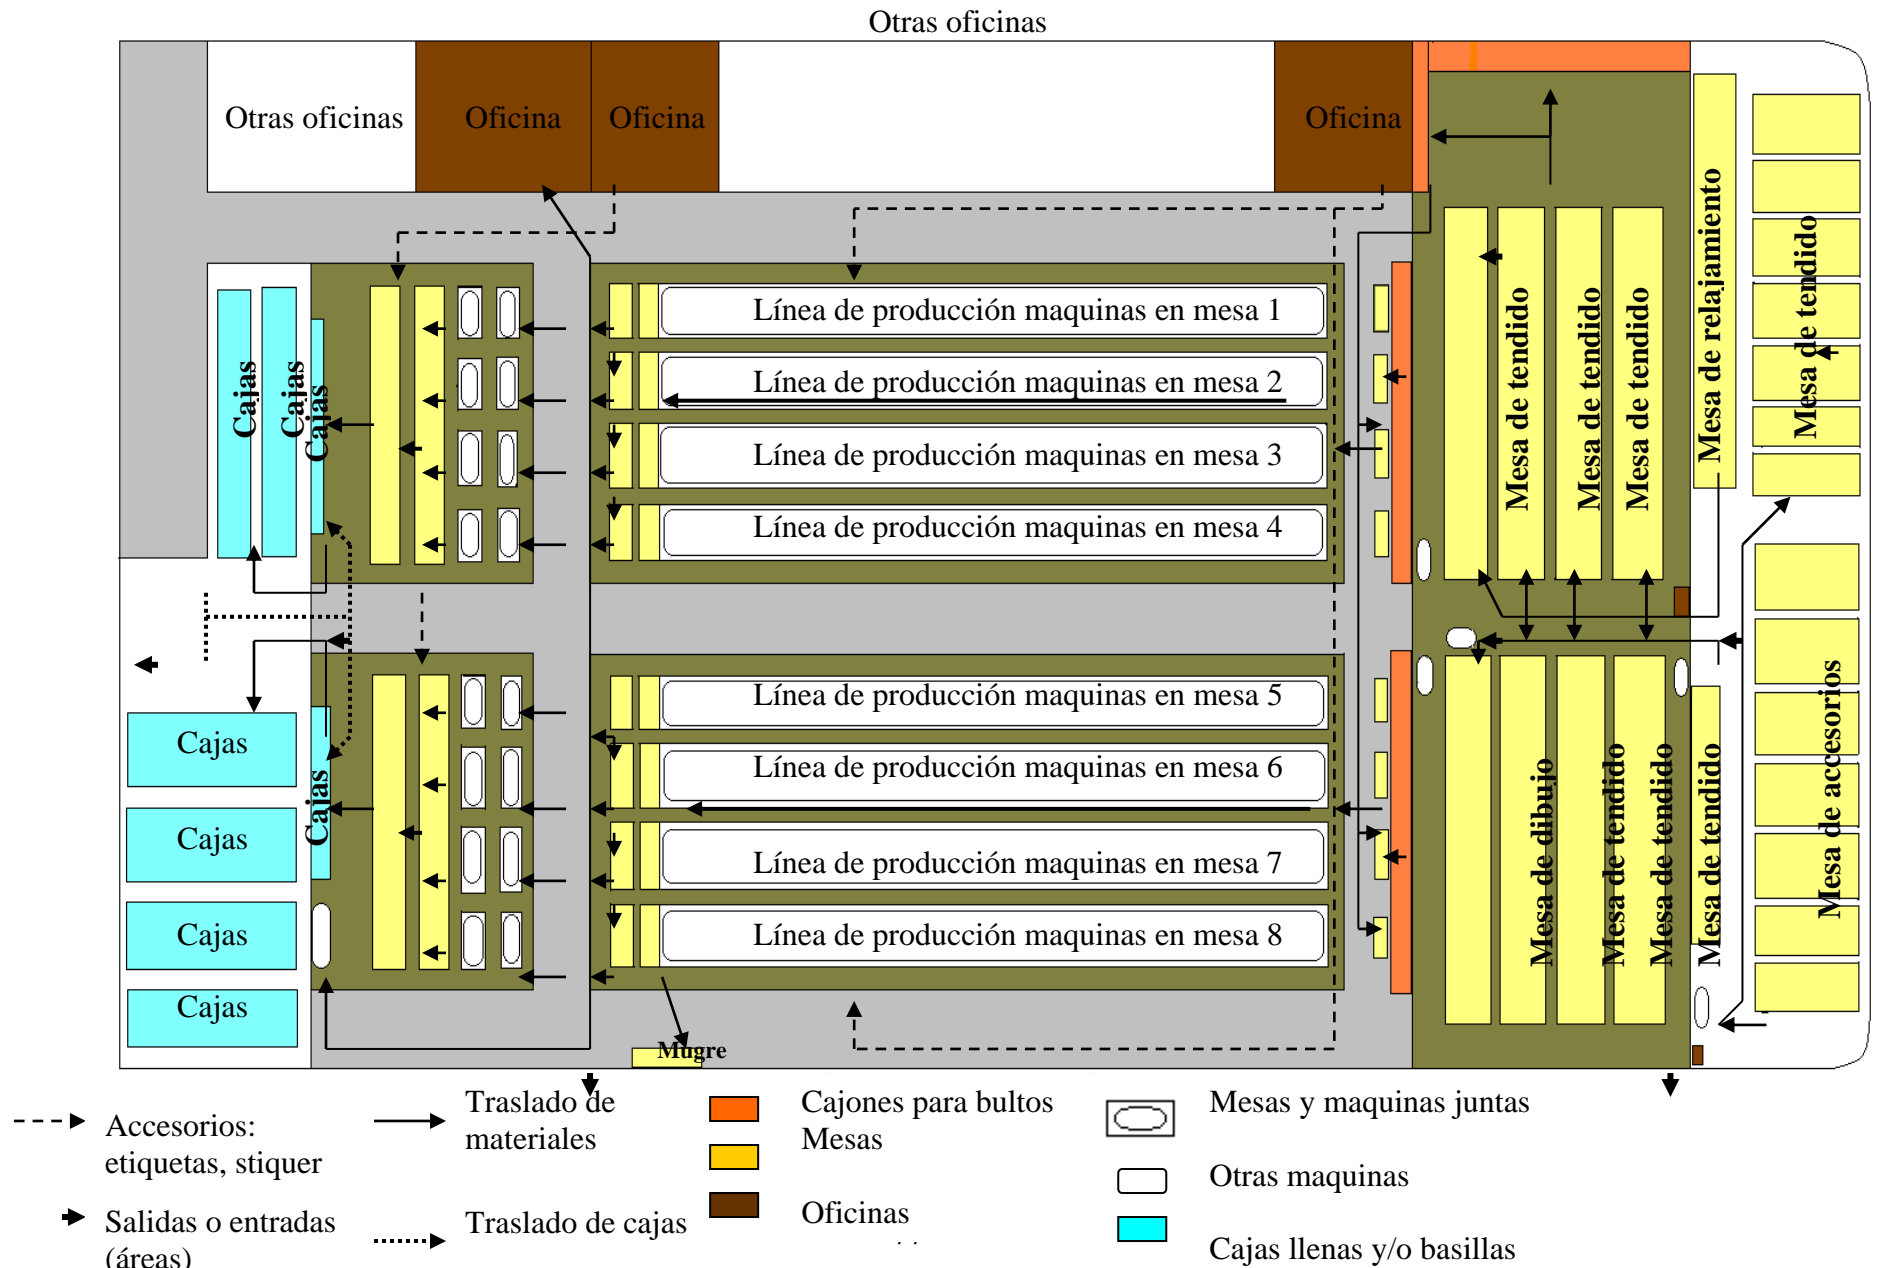 Otras oficinas
Otras oficinas
Oficina
Oficina
Oficina
Línea de producción maquinas en mesa 1
Línea de producción maquinas en mesa 2
Línea de producción maquinas en mesa 3
Línea de producción maquinas en mesa 4
Cajas
Cajas
Cajas
Mesa de tendido
Mesa de tendido
Mesa de tendido
Mesa de relajamiento
Mesa de tendido
Línea de producción maquinas en mesa 5
Línea de producción maquinas en mesa 6
Línea de producción maquinas en mesa 7
Línea de producción maquinas en mesa 8
Cajas
Cajas
Cajas
Cajas
Cajas
Mesa de dibujo
Mesa de tendido
Mesa de tendido
Mesa de tendido
Mesa de accesorios
Mugre
Accesorios:
etiquetas, stiquer
Salidas o entradas
(áreas)
Traslado de
materiales
Traslado de cajas
Cajones para bultos
Mesas
Oficinas
Mesas y maquinas juntas
Otras maquinas
Cajas llenas y/o basillas